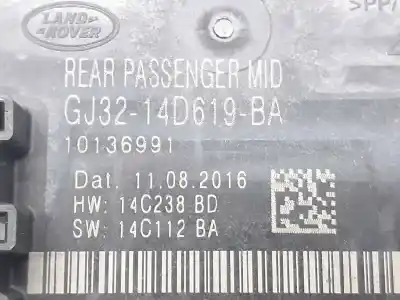 LAND
ROVER
REAR PASSENGER MID
GJ32-14D619-BA
10136991
Dat. 11.08.2016
HW: 14C238 BD
SW: 14C112 BA